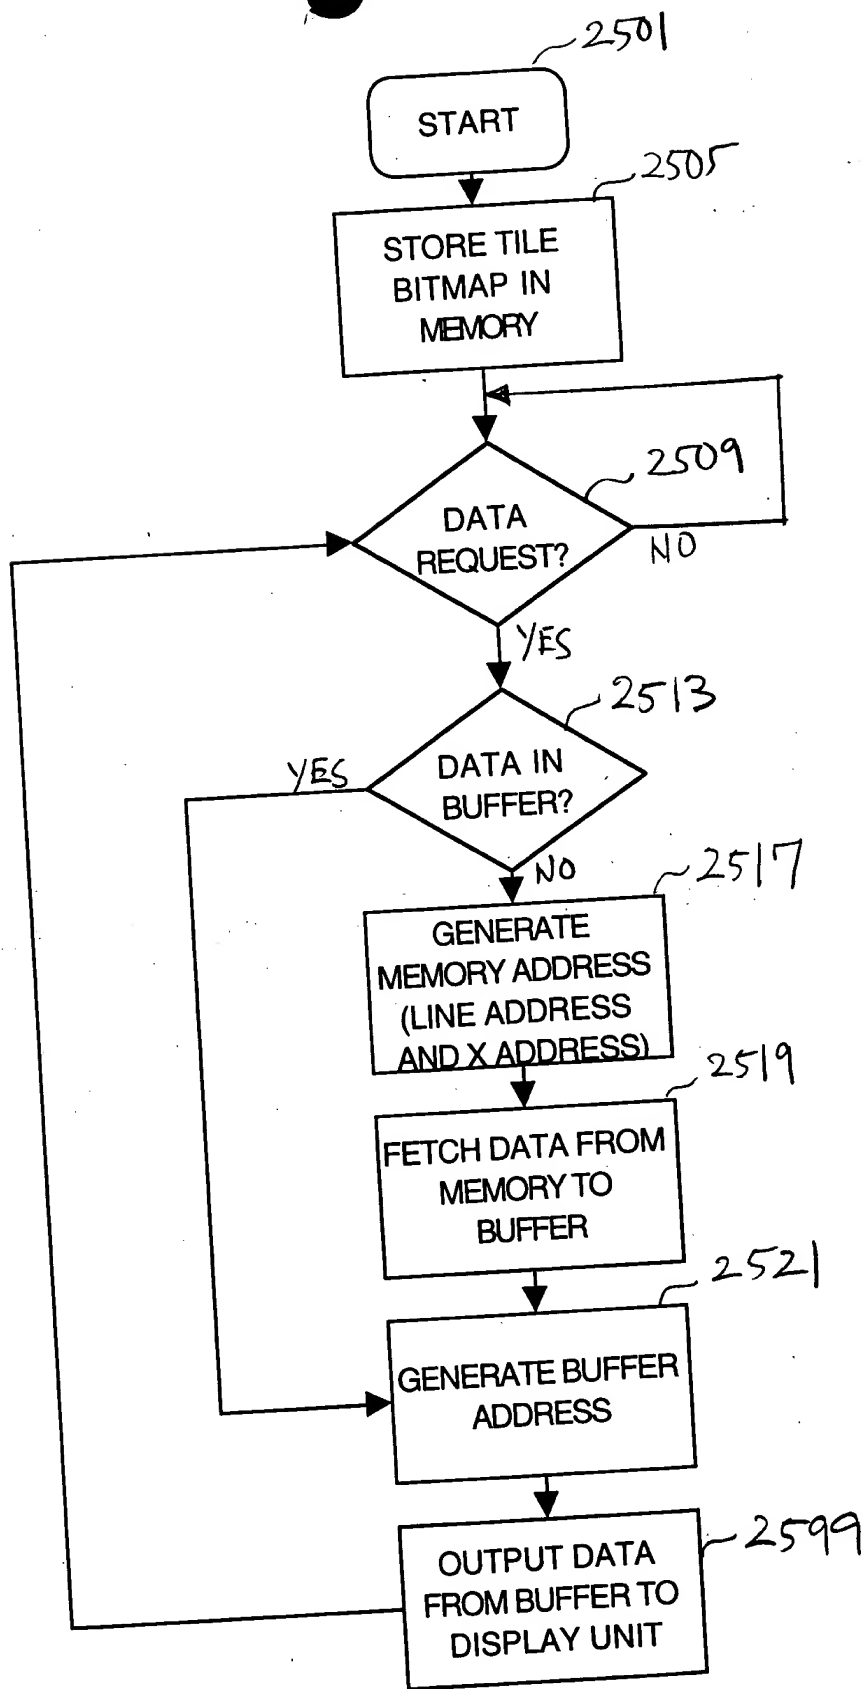 2501
START
2505
STORE TILE
BITMAP IN
MEMORY
2509
DATA
REQUEST?
NO
YES
2513
DATA IN
BUFFER?
YES
NO
2517
GENERATE
MEMORY ADDRESS
(LINE ADDRESS
AND X ADDRESS)
2519
FETCH DATA FROM
MEMORY TO
BUFFER
2521
GENERATE BUFFER
ADDRESS
2599
OUTPUT DATA
FROM BUFFER TO
DISPLAY UNIT